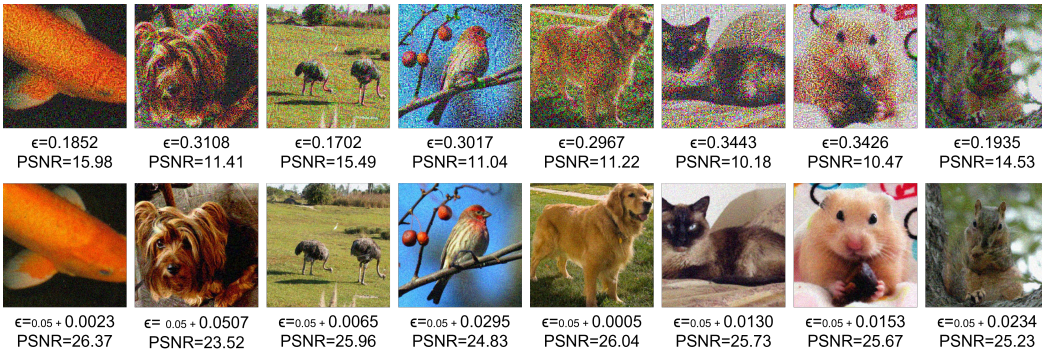 ϵ=0.1852 ϵ=0.3108 ϵ=0.1702 ϵ=0.3017 ϵ=0.2967 ϵ=0.3443 ϵ=0.3426 ϵ=0.1935
PSNR=15.98 PSNR=11.41 PSNR=15.49 PSNR=11.04 PSNR=11.22 PSNR=10.18 PSNR=10.47 PSNR=14.53
ϵ=0.05 + 0.0023 ϵ= 0.05 + 0.0507 ϵ=0.05 + 0.0065 ϵ=0.05 + 0.0295 ϵ=0.05 + 0.0005 ϵ=0.05 + 0.0130 ϵ=0.05 + 0.0153 ϵ=0.05 + 0.0234
PSNR=26.37 PSNR=23.52 PSNR=25.96 PSNR=24.83 PSNR=26.04 PSNR=25.73 PSNR=25.67 PSNR=25.23